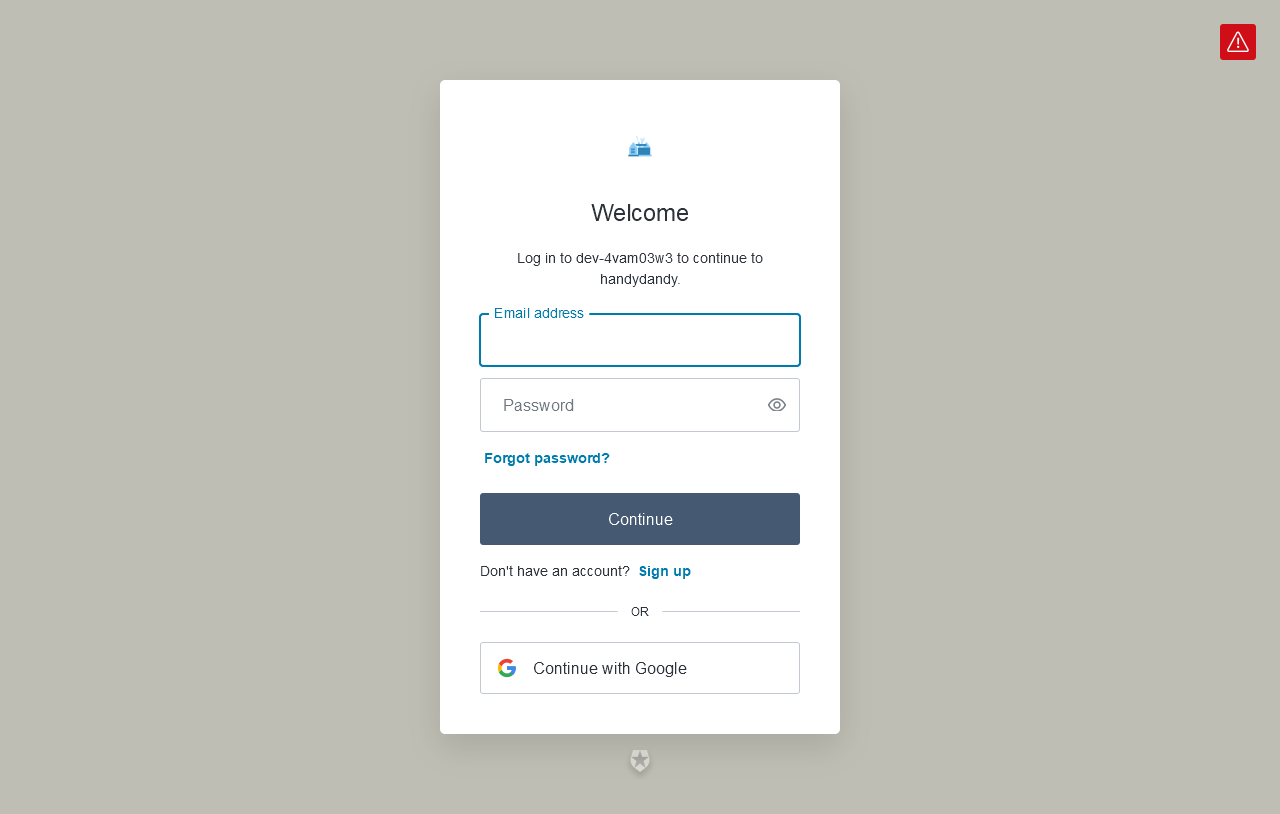 Welcome
Log in to dev-4vam03w3 to continue to
handydandy.
Email address
Password
Forgot password?
Continue
Don't have an account? Sign up
OR
Continue with Google